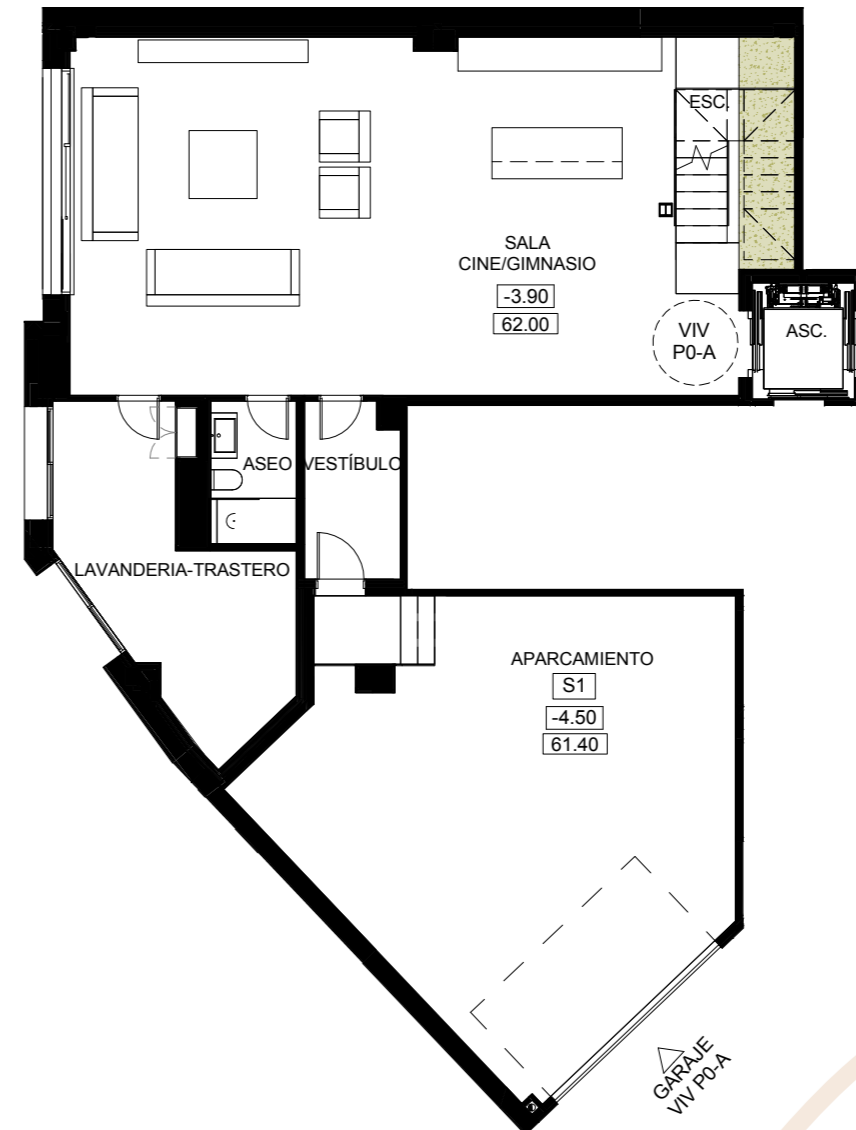 ESC.
SALA
CINE/GIMNASIO
-3.90
62.00
VIV
P0-A
ASC.
ASEO
VESTÍBULO
LAVANDERIA-TRASTERO
APARCAMIENTO
S1
-4.50
61.40
GARAJE
VIV P0-A